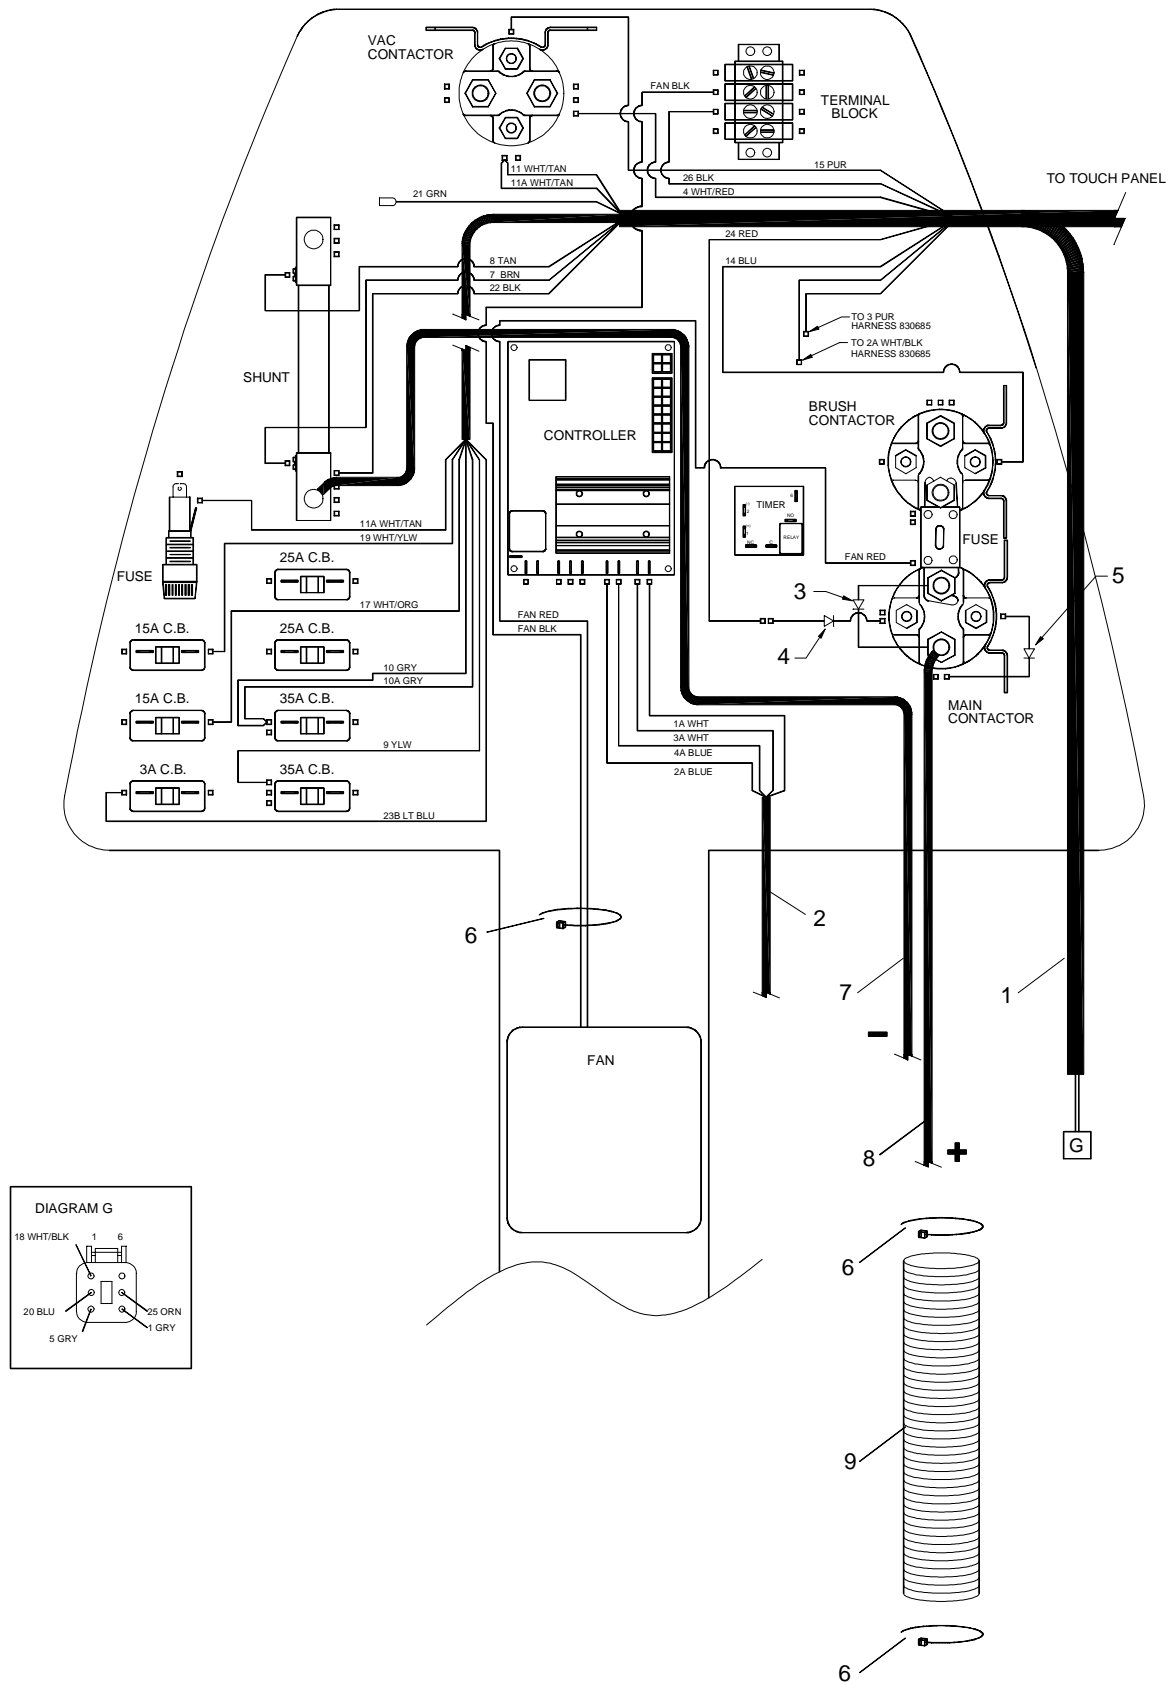 VAC
CONTACTOR
FAN BLK
TERMINAL
BLOCK
11 WHT/TAN
15 PUR
11A WHT/TAN
26 BLK
TO TOUCH PANEL
21 GRN
4 WHT/RED
24 RED
8 TAN
14 BLU
7 BRN
22 BLK
TO 3 PUR
HARNESS 830685
TO 2A WHT/BLK
HARNESS 830685
SHUNT
BRUSH
CONTACTOR
CONTROLLER
TIMER
NO
RELAY
NC
C
11A WHT/TAN
19 WHT/YLW
FUSE
25A C.B.
FAN RED
FUSE
5
3
17 WHT/ORG
FAN RED
15A C.B.
25A C.B.
FAN BLK
4
10 GRY
10A GRY
15A C.B.
35A C.B.
MAIN
CONTACTOR
1A WHT
9 YLW
3A WHT
4A BLUE
3A C.B.
35A C.B.
2A BLUE
23B LT BLU
6
2
7
1
−
FAN
G
8
+
DIAGRAM G
18 WHT/BLK
1
6
20 BLU
25 ORN
5 GRY
1 GRY
6
9
6